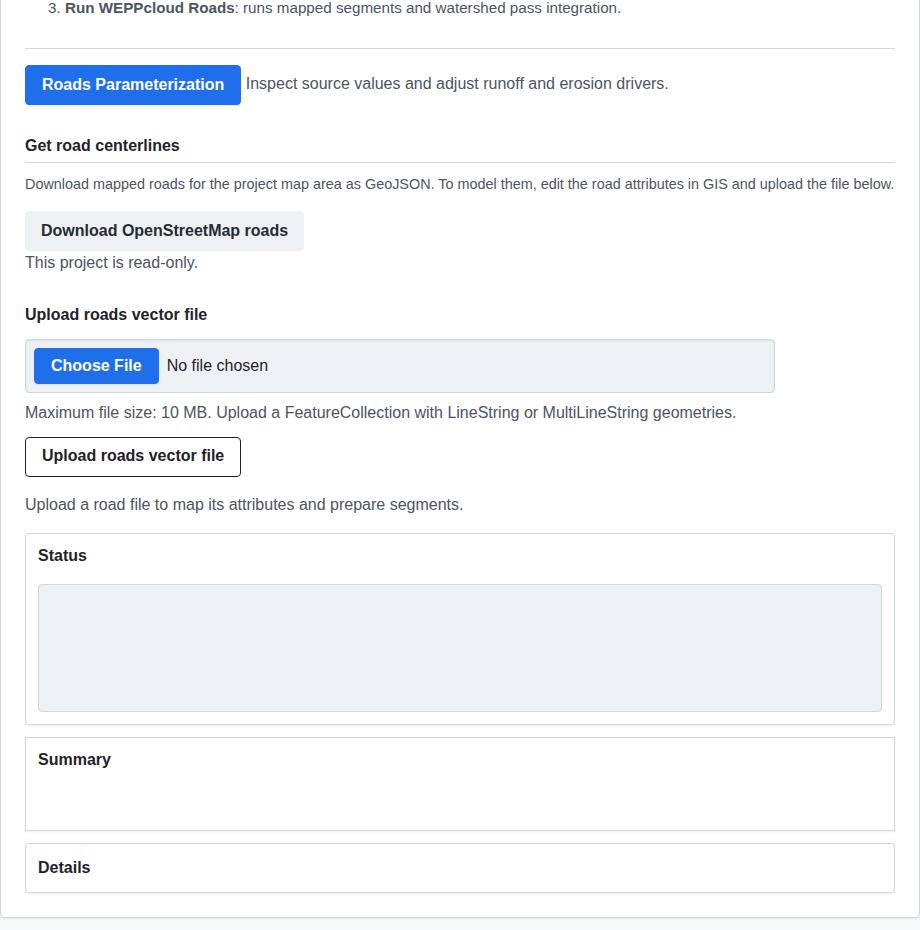 3. Run WEPPcloud Roads: runs mapped segments and watershed pass integration.
Roads Parameterization Inspect source values and adjust runoff and erosion drivers.
Get road centerlines
Download mapped roads for the project map area as GeoJSON. To model them, edit the road attributes in GIS and upload the file below.
Download OpenStreetMap roads
This project is read-only.
Upload roads vector file
Choose File No file chosen
Maximum file size: 10 MB. Upload a FeatureCollection with LineString or MultiLineString geometries.
Upload roads vector file
Upload a road file to map its attributes and prepare segments.
Status
Summary
Details